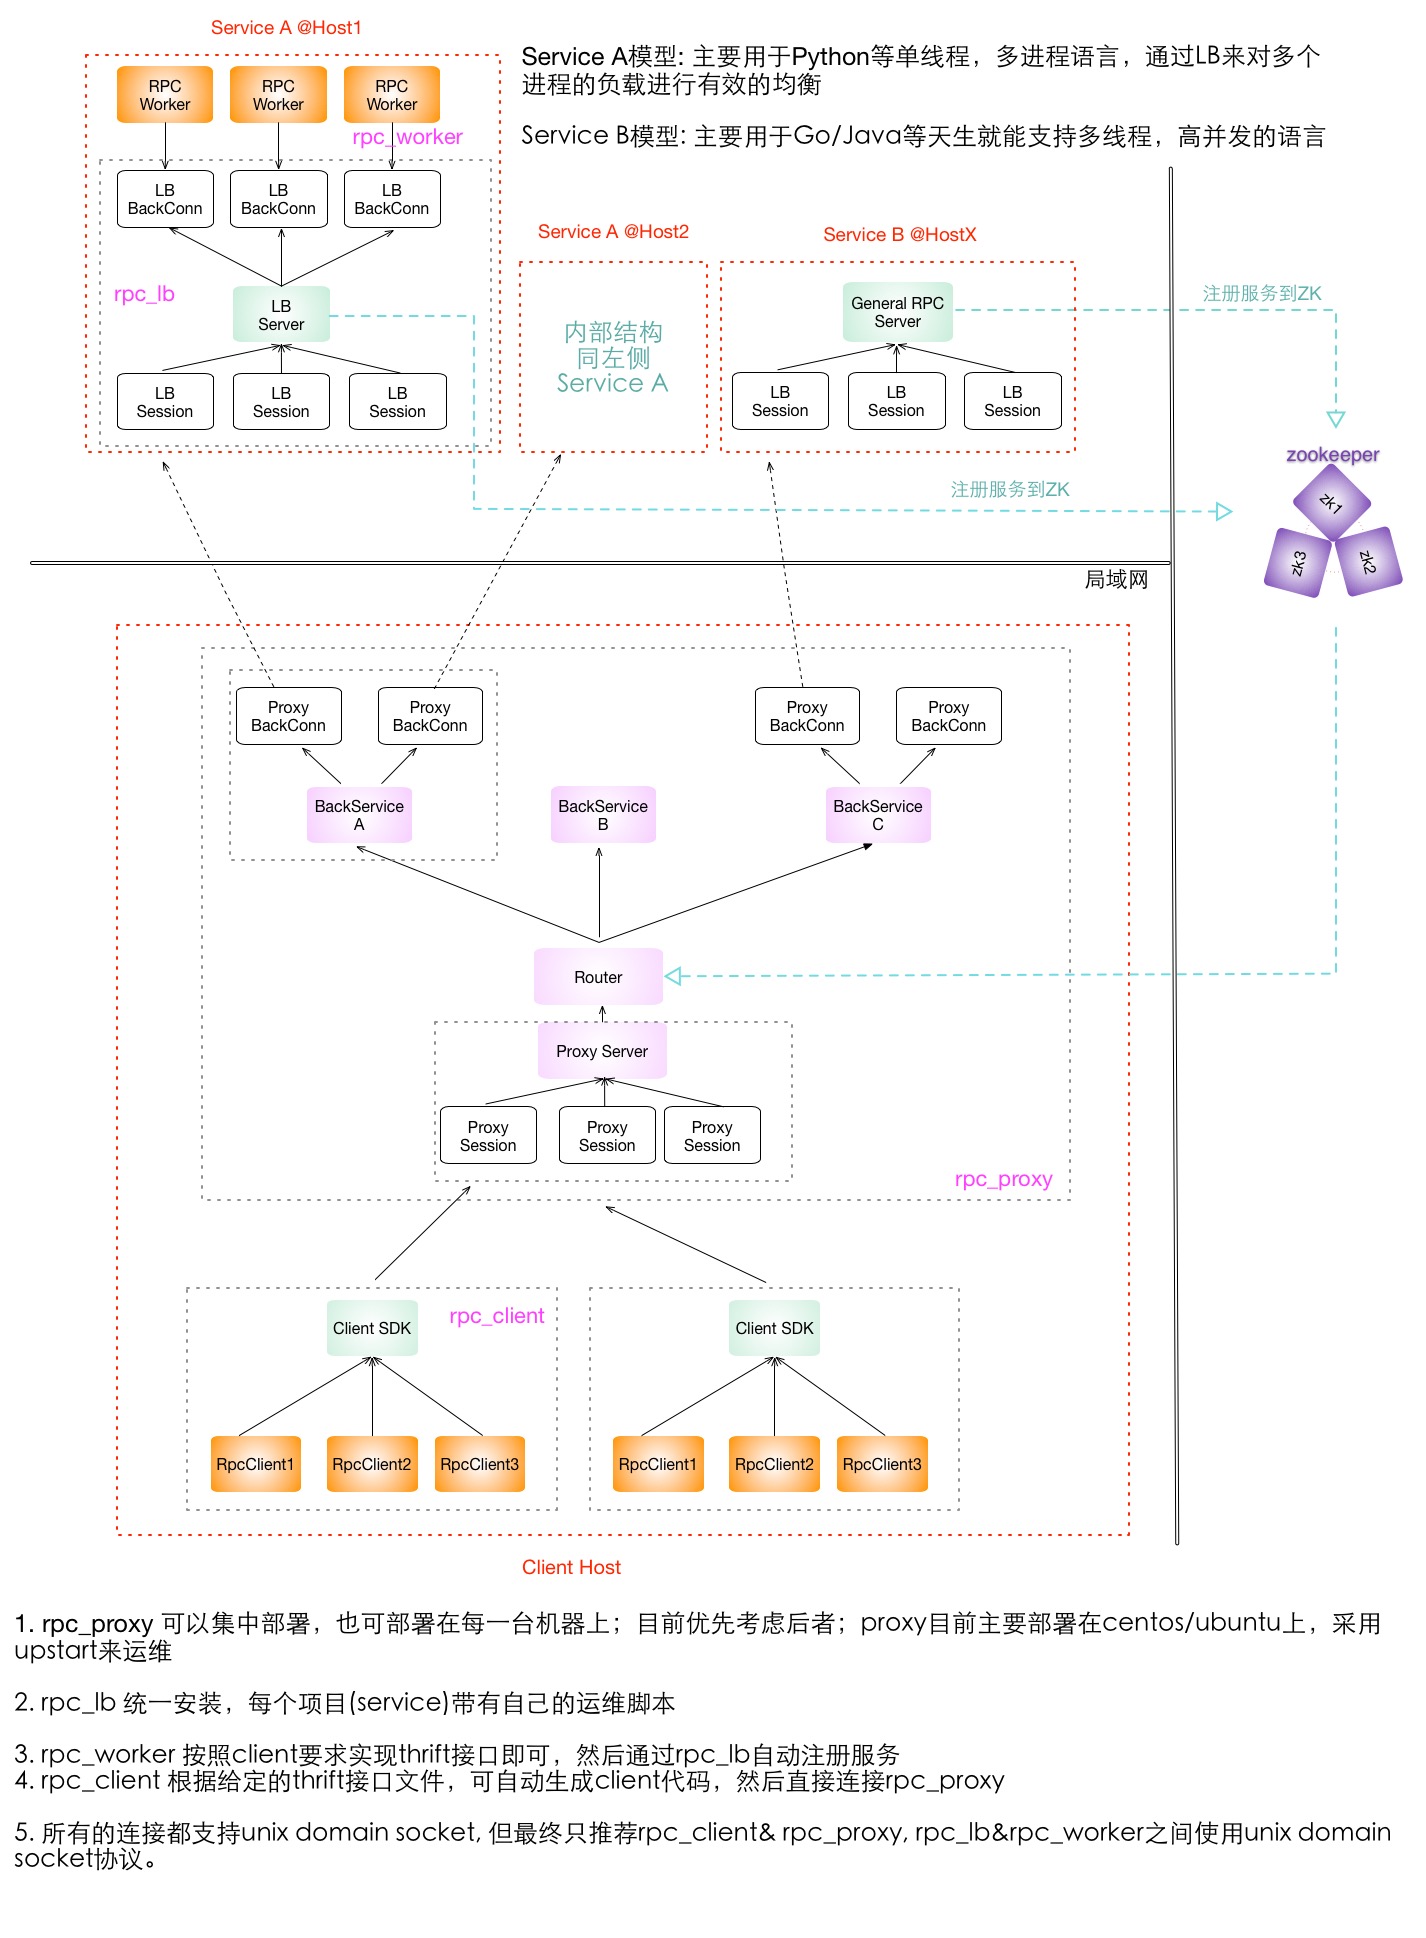 Service A @Host1
Service A模型: 主要用于Python等单线程，多进程语言，通过LB来对多个
进程的负载进行有效的均衡
Service B模型: 主要用于Go/Java等天生就能支持多线程，高并发的语言
RPC
Worker
RPC
Worker
RPC
Worker
rpc_worker
LB
BackConn
LB
BackConn
LB
BackConn
rpc_lb
LB
Server
LB
Session
LB
Session
LB
Session
Service A @Host2
内部结构
同左侧
Service A
Service B @HostX
General RPC
Server
LB
Session
LB
Session
LB
Session
注册服务到ZK
注册服务到ZK
zookeeper
zk1
zk3
zk2
局域网
Proxy
BackConn
Proxy
BackConn
Proxy
BackConn
Proxy
BackConn
BackService
A
BackService
B
BackService
C
Router
Proxy Server
Proxy
Session
Proxy
Session
Proxy
Session
rpc_proxy
Client SDK
rpc_client
Client SDK
RpcClient1
RpcClient2
RpcClient3
RpcClient1
RpcClient2
RpcClient3
Client Host
1. rpc_proxy 可以集中部署，也可部署在每一台机器上；目前优先考虑后者；proxy目前主要部署在centos/ubuntu上，采用
upstart来运维
2. rpc_lb 统一安装，每个项目(service)带有自己的运维脚本
3. rpc_worker 按照client要求实现thrift接口即可，然后通过rpc_lb自动注册服务
4. rpc_client 根据给定的thrift接口文件，可自动生成client代码，然后直接连接rpc_proxy
5. 所有的连接都支持unix domain socket, 但最终只推荐rpc_client& rpc_proxy, rpc_lb&rpc_worker之间使用unix domain
socket协议。